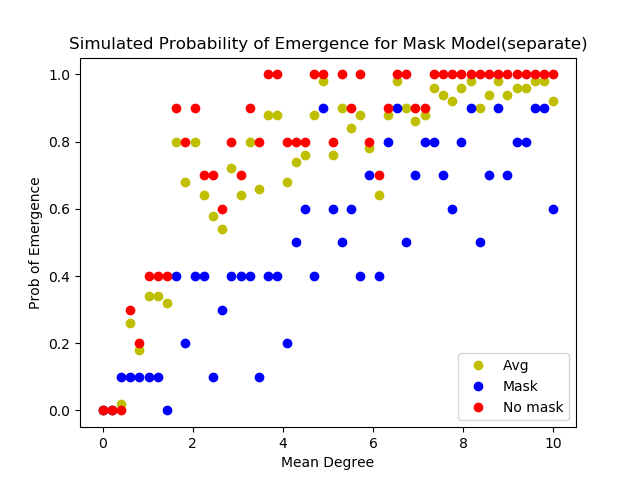 Simulated Probability of Emergence for Mask Model(separate)
1.0
0.8
0.6
0.4
0.2
0.0
Prob of Emergence
Avg
Mask
No mask
0 2 4 6 8 10
Mean Degree